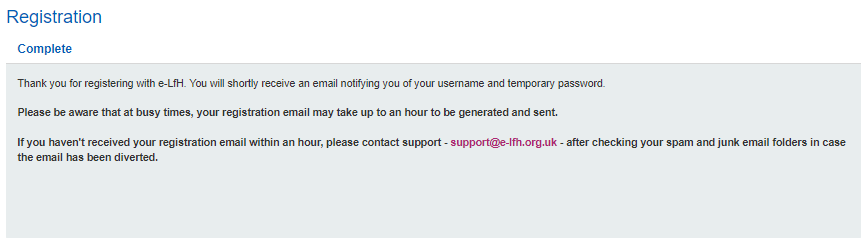 Registration
Complete
Thank you for registering with e-LfH. You will shortly receive an email notifying you of your username and temporary password.
Please be aware that at busy times, your registration email may take up to an hour to be generated and sent.
If you haven't received your registration email within an hour, please contact support - support@e-lfh.org.uk - after checking your spam and junk email folders in case
the email has been diverted.